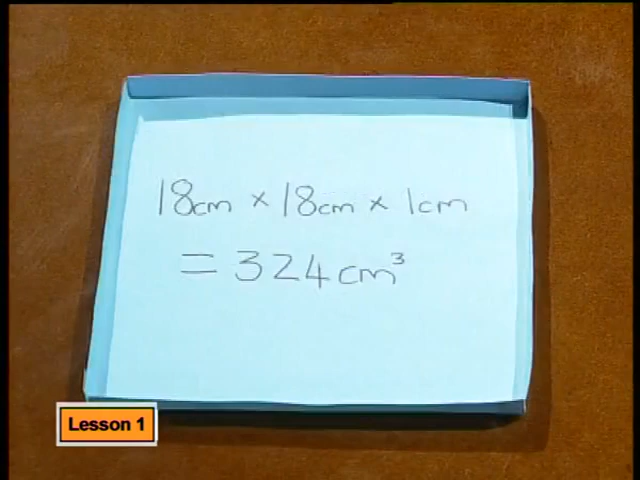 18cm × 18cm × 1cm
= 324cm³
Lesson 1